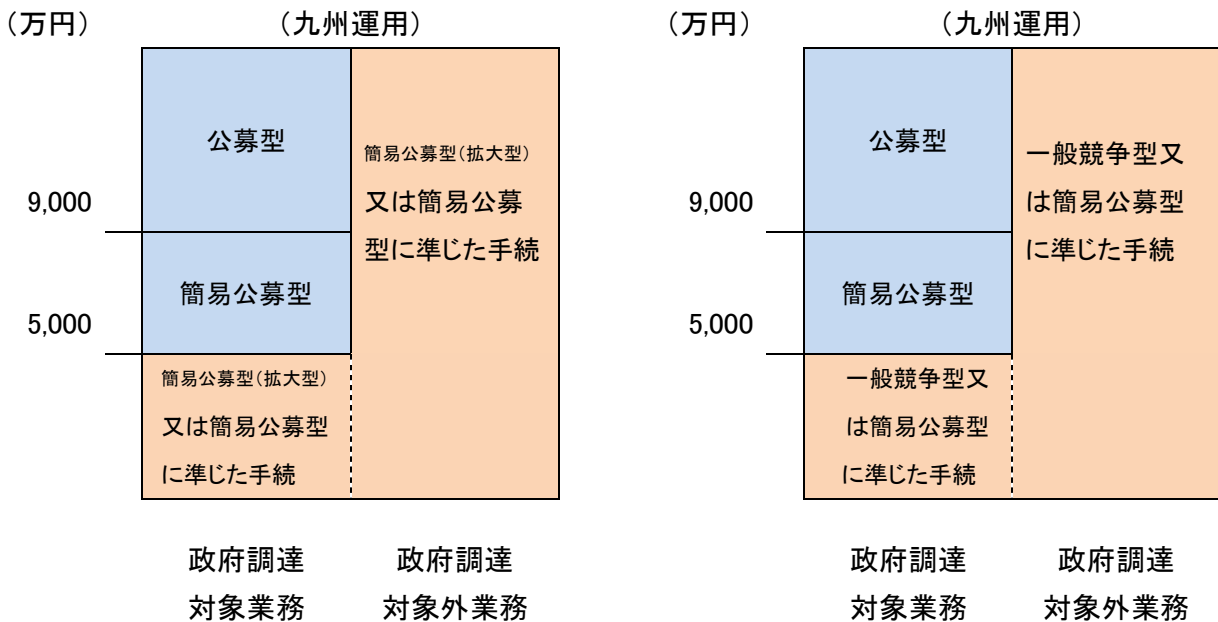 （万円）
（九州運用）
公募型
簡易公募型（拡大型）
又は簡易公募
型に準じた手続
9,000
簡易公募型
5,000
簡易公募型（拡大型）
又は簡易公募型
に準じた手続
政府調達
対象業務
政府調達
対象外業務
（万円）
（九州運用）
公募型
一般競争型又
は簡易公募型
に準じた手続
9,000
簡易公募型
5,000
一般競争型又
は簡易公募型
に準じた手続
政府調達
対象業務
政府調達
対象外業務